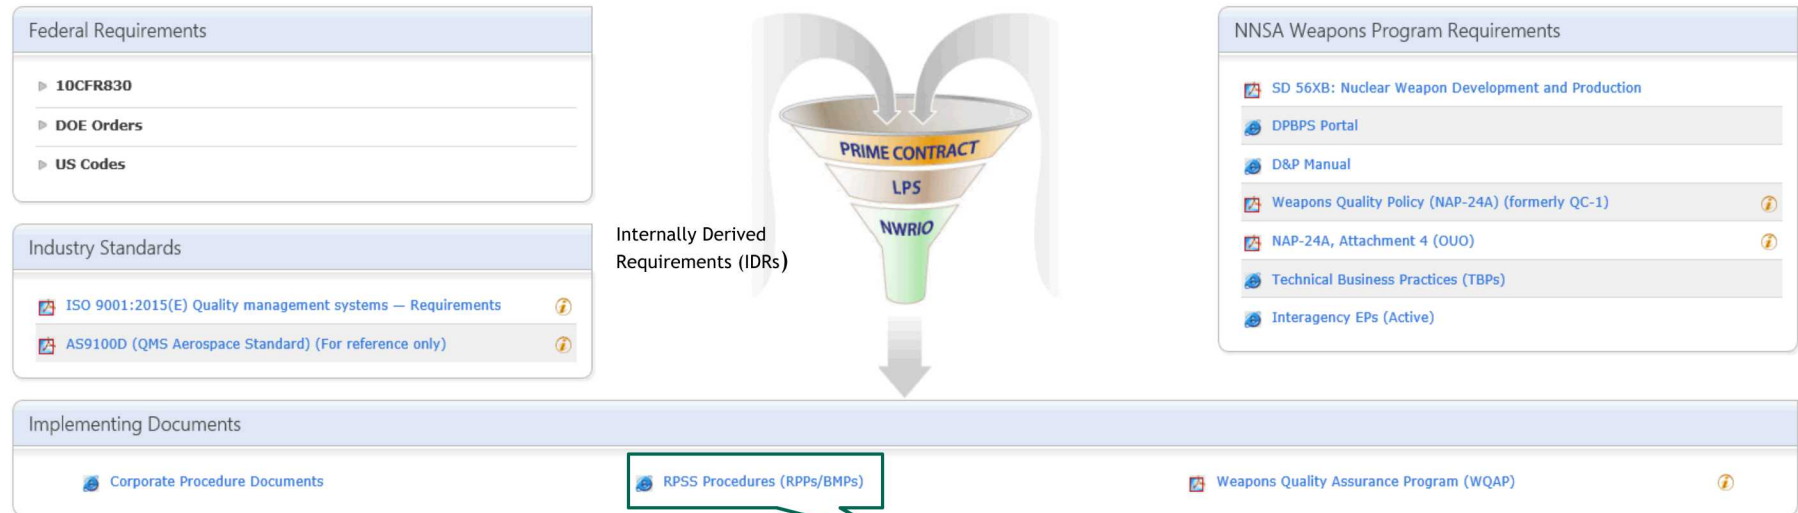 Federal Requirements
10CFR830
DOE Orders
US Codes
Industry Standards
ISO 9001:2015(E) Quality management systems — Requirements
AS9100D (QMS Aerospace Standard) (For reference only)
PRIME CONTRACT
LPS
NWRIO
Internally Derived
Requirements (IDRs)
NNSA Weapons Program Requirements
SD 56XB: Nuclear Weapon Development and Production
DPBPS Portal
D&P Manual
Weapons Quality Policy (NAP-24A) (formerly QC-1)
NAP-24A, Attachment 4 (OUO)
Technical Business Practices (TBPs)
Interagency EPs (Active)
Implementing Documents
Corporate Procedure Documents
RPSS Procedures (RPPs/BMPs)
Weapons Quality Assurance Program (WQAP)